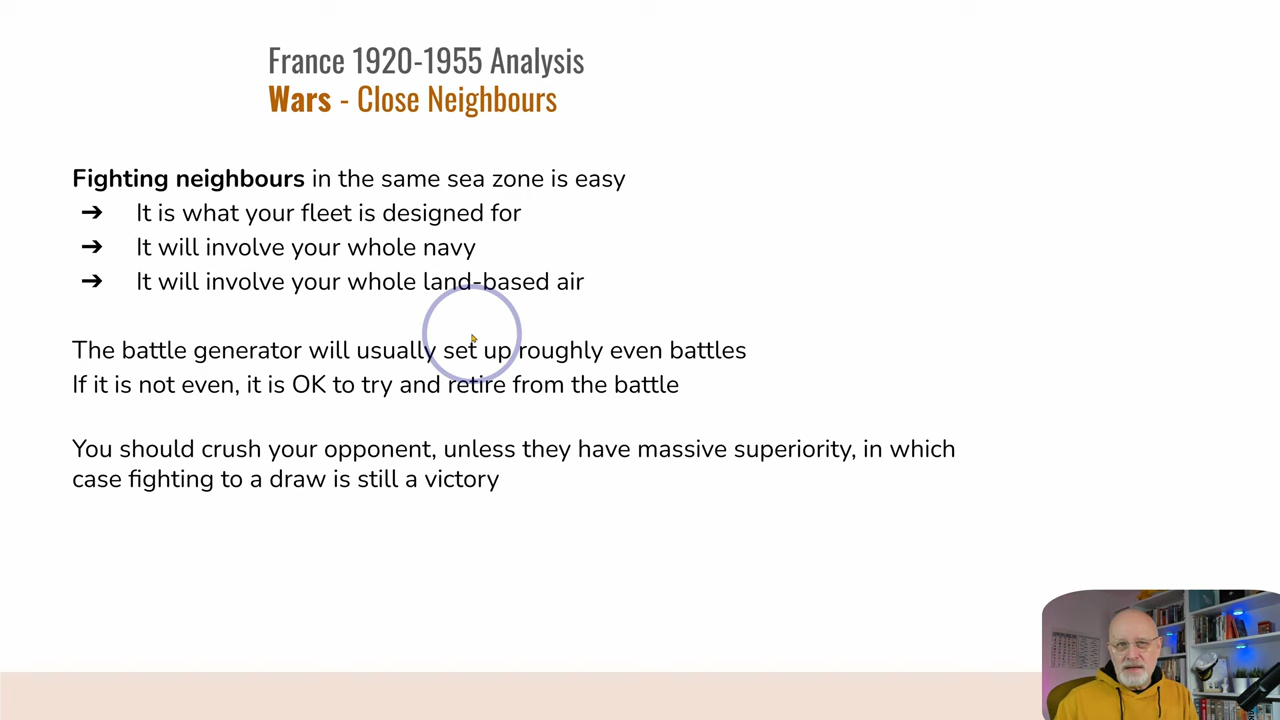 France 1920-1955 Analysis
Wars - Close Neighbours
Fighting neighbours in the same sea zone is easy
➔ It is what your fleet is designed for
➔ It will involve your whole navy
➔ It will involve your whole land-based air
The battle generator will usually set up roughly even battles
If it is not even, it is OK to try and retire from the battle
You should crush your opponent, unless they have massive superiority, in which
case fighting to a draw is still a victory